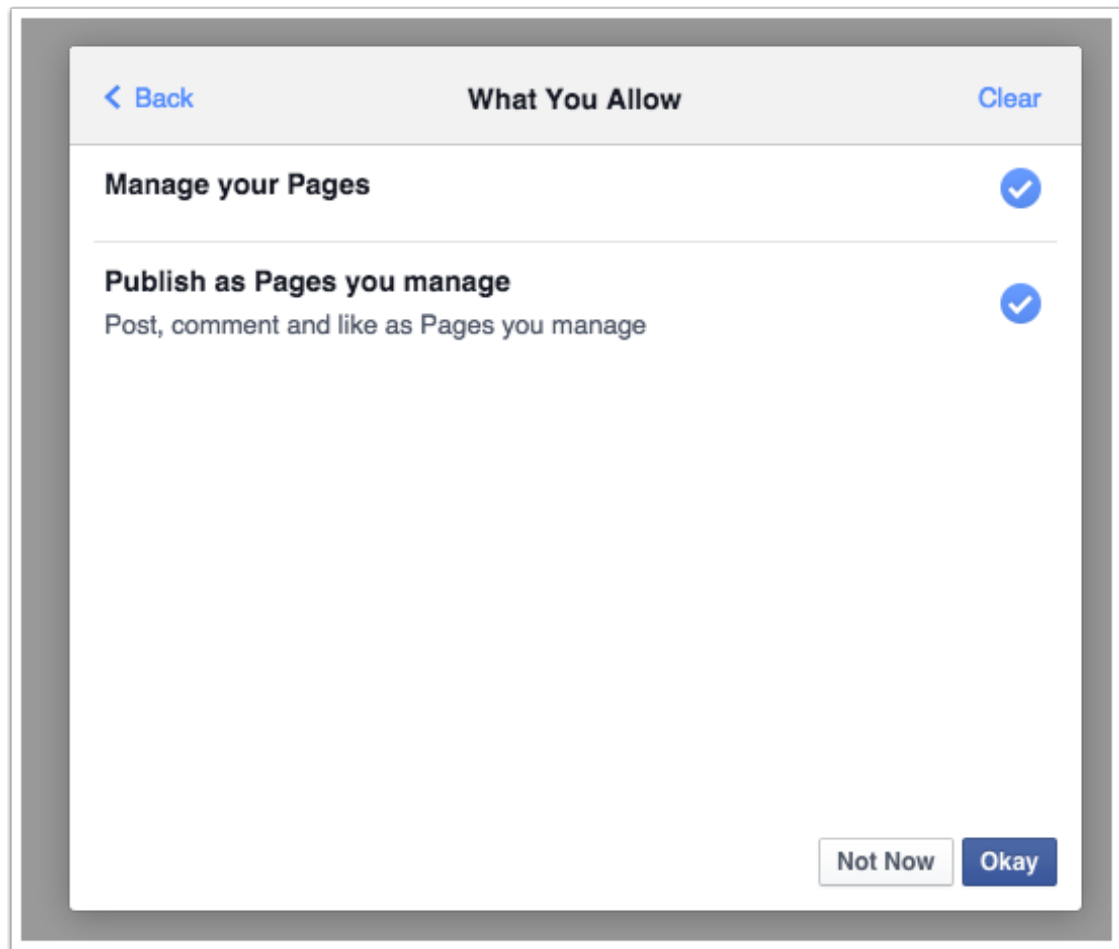 Back What You Allow Clear
Manage your Pages
Publish as Pages you manage
Post, comment and like as Pages you manage
Not Now Okay